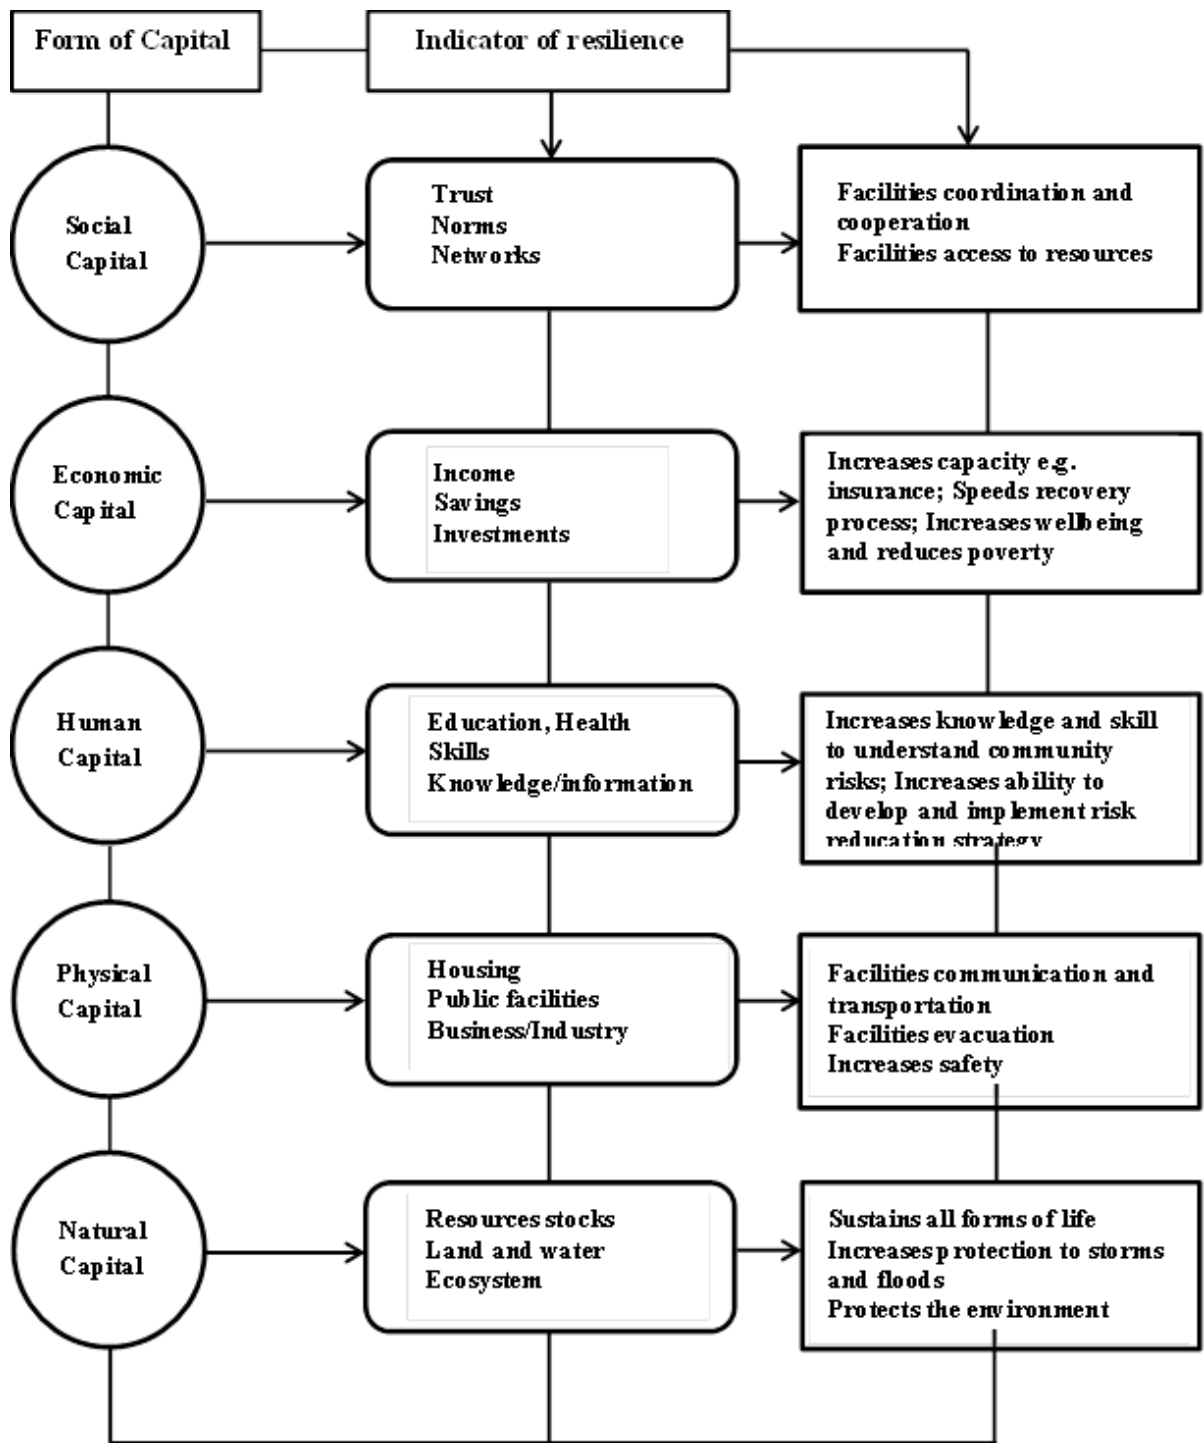 Form of Capital
Indicator of resilience
Social
Capital
Trust
Norms
Networks
Facilities coordination and
cooperation
Facilities access to resources
Economic
Capital
Income
Savings
Investments
Increases capacity e.g.
insurance; Speeds recovery
process; Increases wellbeing
and reduces poverty
Human
Capital
Education, Health
Skills
Knowledge/information
Increases knowledge and skill
to understand community
risks; Increases ability to
develop and implement risk
reducation strategy
Physical
Capital
Housing
Public facilities
Business/Industry
Facilities communication and
transportation
Facilities evacuation
Increases safety
Natural
Capital
Resources stocks
Land and water
Ecosystem
Sustains all forms of life
Increases protection to storms
and floods
Protects the environment